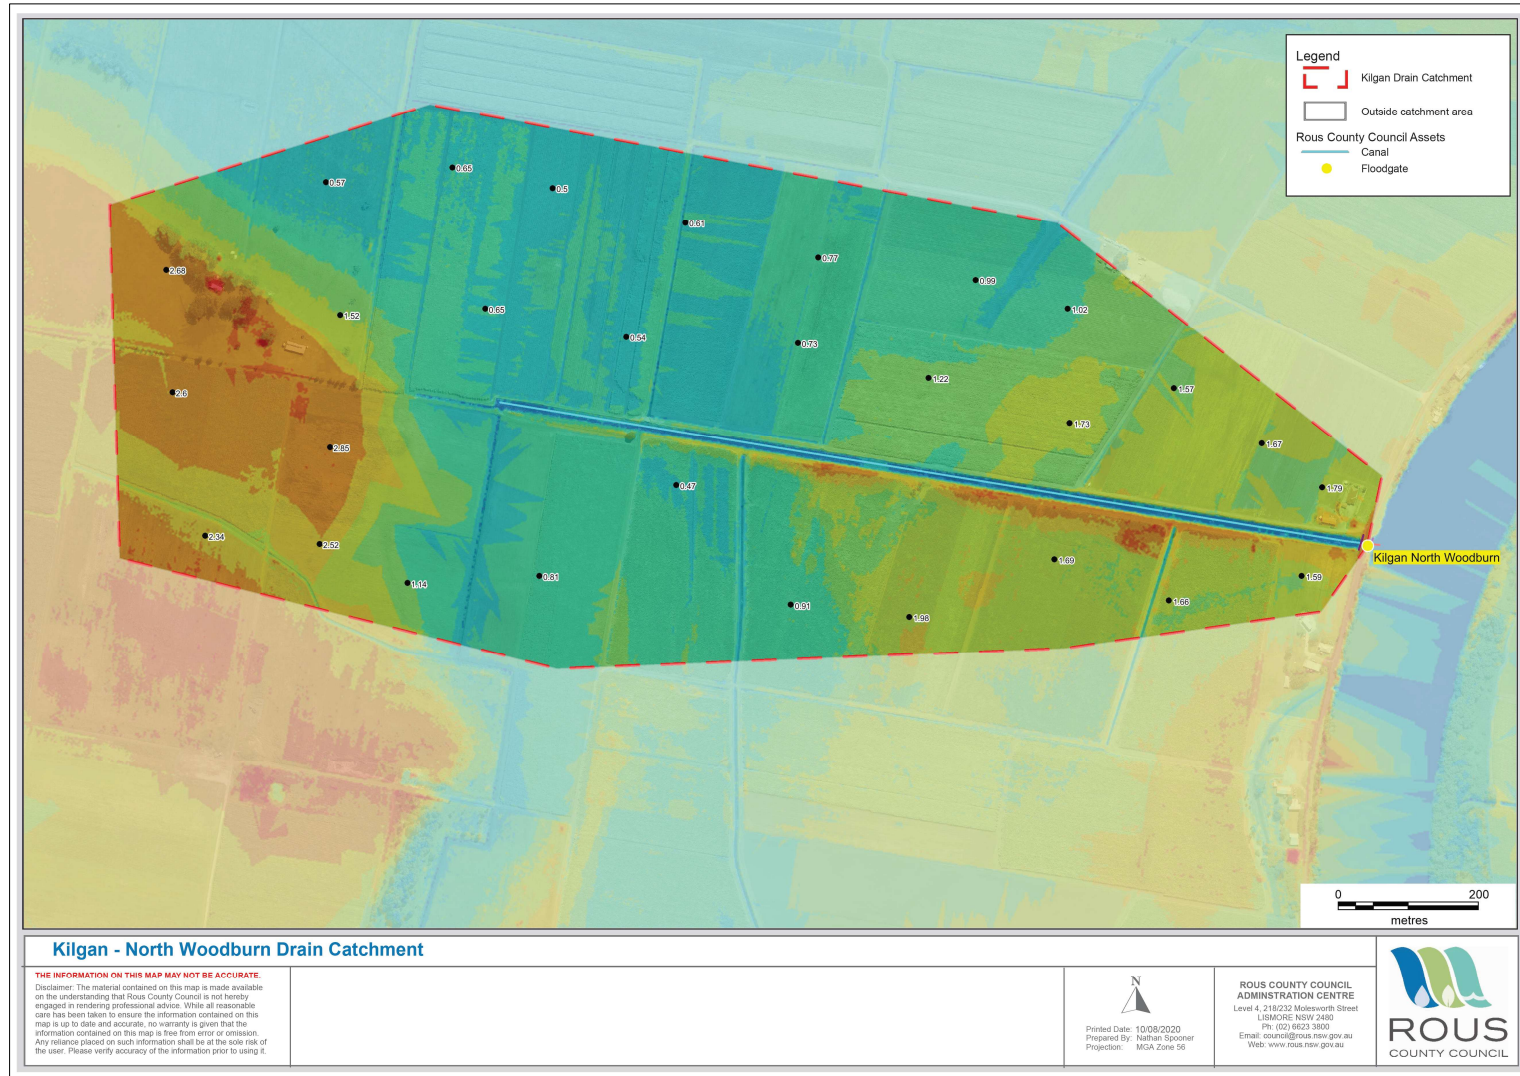 Legend
Kilgan Drain Catchment
Outside catchment area
Rous County Council Assets
Canal
Floodgate
0.65
0.57
0.5
0.61
0.77
2.68
0.99
1.52
0.65
1.02
0.54
0.73
1.22
2.6
1.57
1.73
2.85
1.67
0.47
1.79
2.34
2.52
Kilgan North Woodburn
1.69
1.14
0.81
1.59
0.91
1.66
1.98
0 200
metres
Kilgan - North Woodburn Drain Catchment
THE INFORMATION ON THIS MAP MAY NOT BE ACCURATE.
Disclaimer: The material contained on this map is made available
on the understanding that Rous County Council is not hereby
engaged in rendering professional advice. While all reasonable
care has been taken to ensure the information contained on this
map is up to date and accurate, no warranty is given that the
information contained on this map is free from error or omission.
Any reliance placed on such information shall be at the sole risk of
the user. Please verify accuracy of the information prior to using it.
N
Printed Date: 10/08/2020
Prepared By: Nathan Spooner
Projection: MGA Zone 56
ROUS COUNTY COUNCIL
ADMINSTRATION CENTRE
Level 4, 218/232 Molesworth Street
LISMORE NSW 2480
Ph: (02) 6623 3800
Email: council@rous.nsw.gov.au
Web: www.rous.nsw.gov.au
ROUS
COUNTY COUNCIL